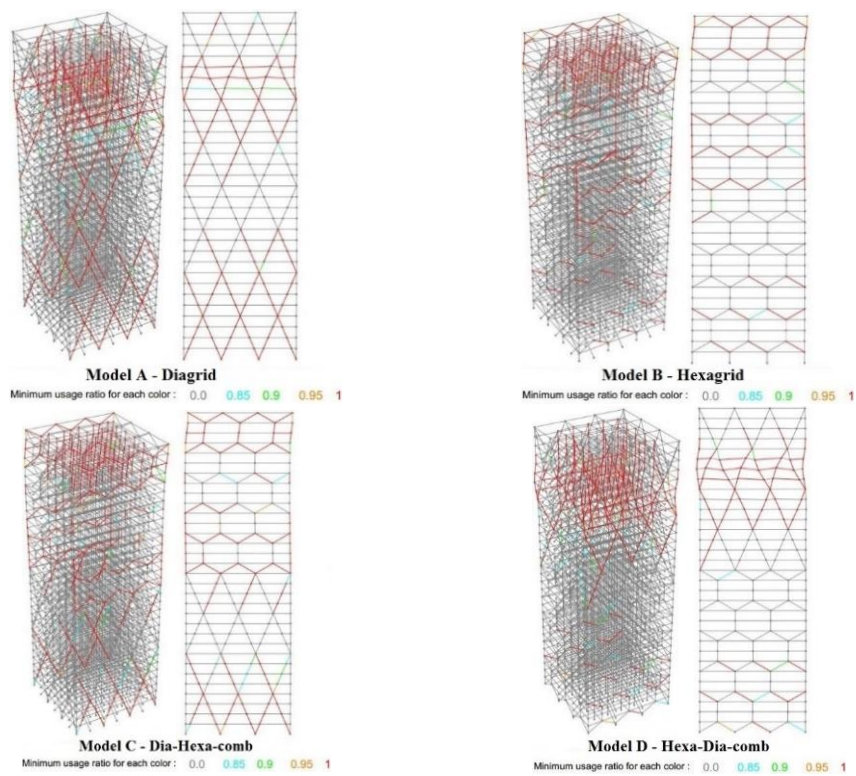 Model A - Diagrid
Minimum usage ratio for each color : 0.0 0.85 0.9 0.95 1
Model B - Hexagrid
Minimum usage ratio for each color : 0.0 0.85 0.9 0.95 1
Model C - Dia-Hexa-comb
Minimum usage ratio for each color : 0.0 0.85 0.9 0.95 1
Model D - Hexa-Dia-comb
Minimum usage ratio for each color : 0.0 0.85 0.9 0.95 1